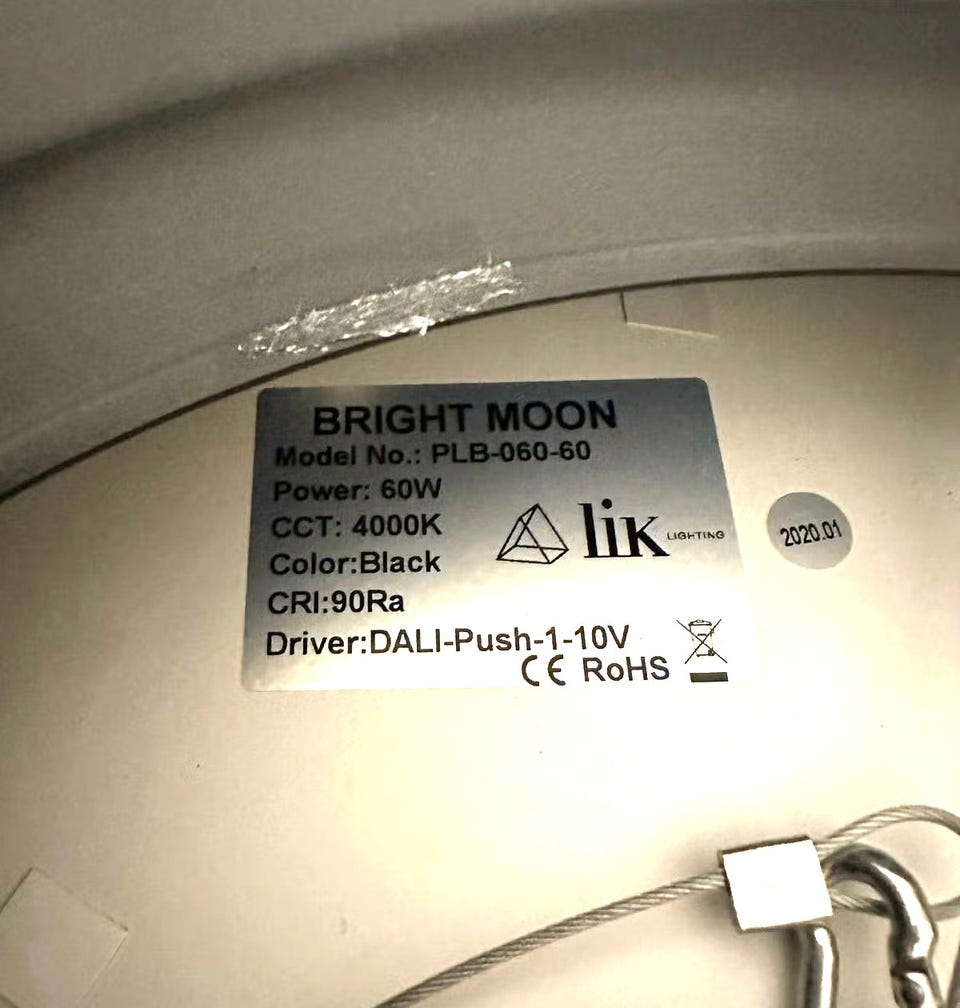 BRIGHT MOON
Model No.: PLB-060-60
Power: 60W
CCT: 4000K
Color:Black
CRI:90Ra
Driver:DALI-Push-1-10V
CE RoHS
lik LIGHTING
2020.01